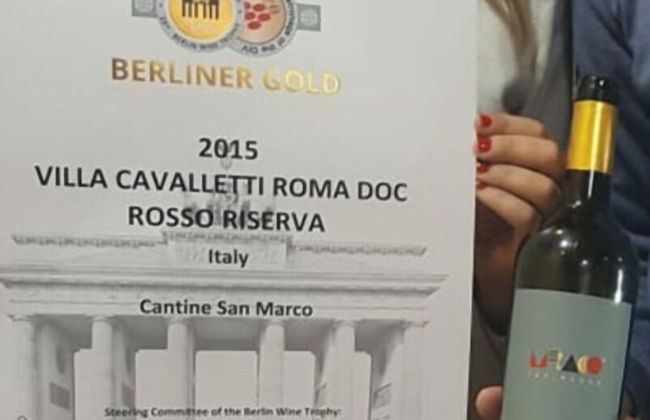 BERLINER GOLD
2015
VILLA CAVALLETTI ROMA DOC
ROSSO RISERVA
Italy
Cantine San Marco
Steering Committee of the Berlin Wine Trophy: